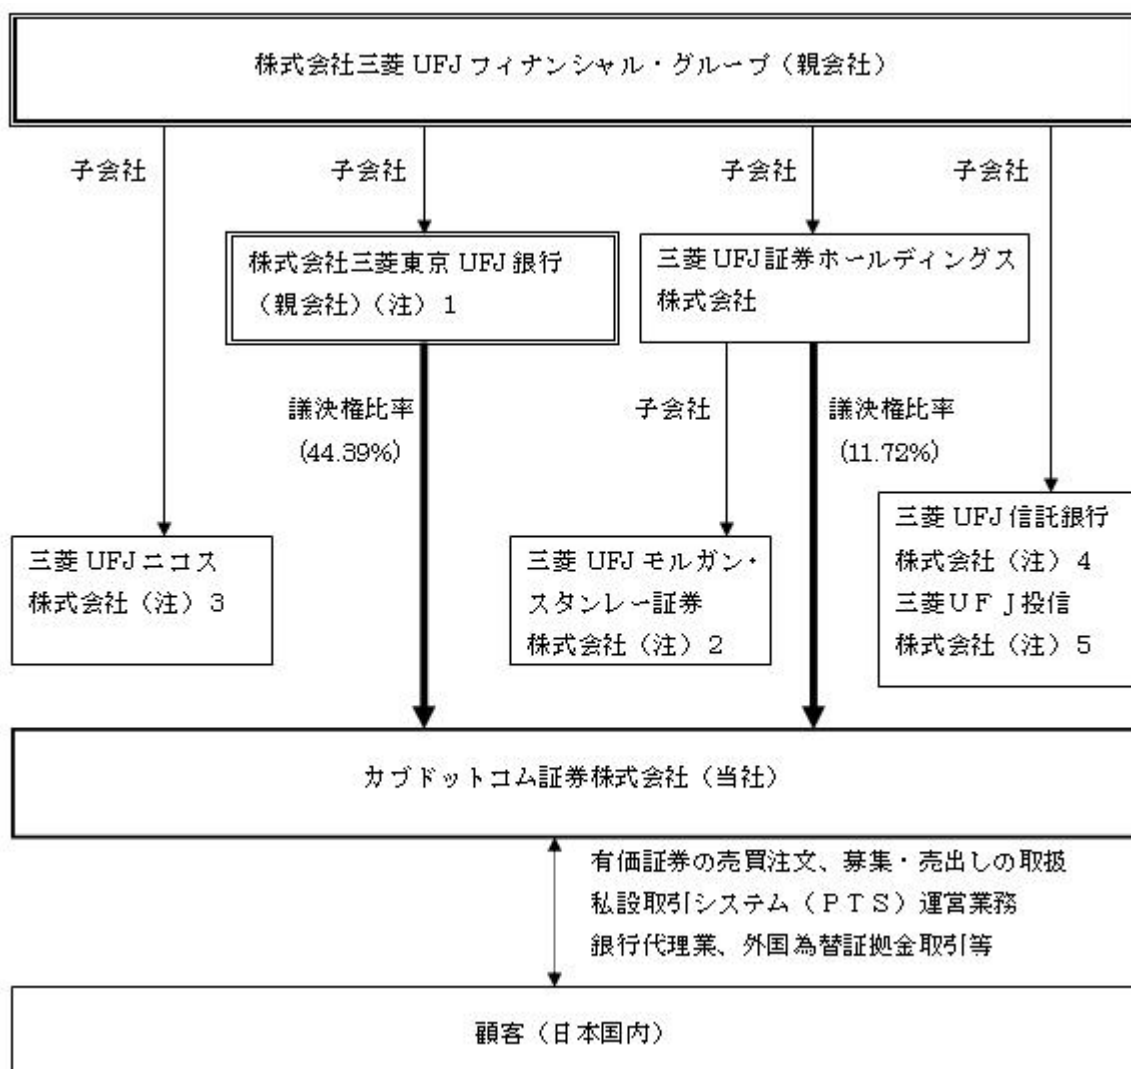 株式会社三菱UFJフィナンシャル・グループ（親会社）
子会社
子会社
子会社
子会社
株式会社三菱東京UFJ銀行
（親会社）（注）1
三菱UFJ証券ホールディングス
株式会社
議決権比率
(44.39%)
子会社
議決権比率
(11.72%)
三菱UFJニコス
株式会社（注）3
三菱UFJモルガン・
スタンレー証券
株式会社（注）2
三菱UFJ信託銀行
株式会社（注）4
三菱ＵＦＪ投信
株式会社（注）5
カブドットコム証券株式会社（当社）
有価証券の売買注文、募集・売出しの取扱
私設取引システム（ＰＴＳ）運営業務
銀行代理業、外国為替証拠金取引等
顧客（日本国内）